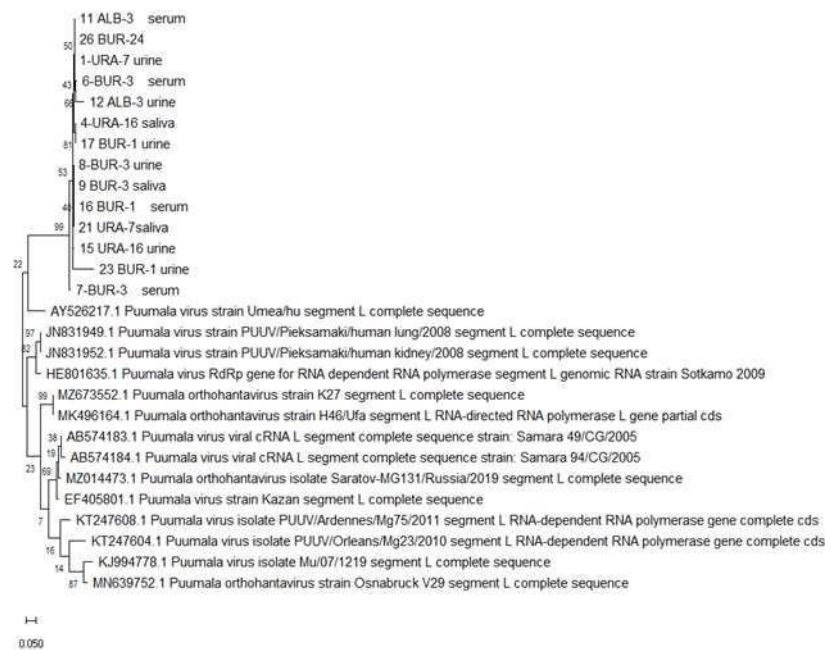 11 ALB-3 serum
50
26 BUR-24
1-URA-7 urine
43
6-BUR-3 serum
66
12 ALB-3 urine
4-URA-16 saliva
81
17 BUR-1 urine
53
8-BUR-3 urine
9 BUR-3 saliva
16 BUR-1 serum
99
21 URA-7saliva
15 URA-16 urine
22
23 BUR-1 urine
7-BUR-3 serum
AY526217.1 Puumala virus strain Umea/hu segment L complete sequence
97
JN831949.1 Puumala virus strain PUUV/Pieksamaki/human lung/2008 segment L complete sequence
82
JN831952.1 Puumala virus strain PUUV/Pieksamaki/human kidney/2008 segment L complete sequence
HE801635.1 Puumala virus RdRp gene for RNA dependent RNA polymerase segment L genomic RNA strain Sotkamo 2009
99
MZ673552.1 Puumala orthohantavirus strain K27 segment L complete sequence
MK496164.1 Puumala orthohantavirus strain H46/Ufa segment L RNA-directed RNA polymerase L gene partial cds
38
AB574183.1 Puumala virus viral cRNA L segment complete sequence strain: Samara 49/CG/2005
19
AB574184.1 Puumala virus viral cRNA L segment complete sequence strain: Samara 94/CG/2005
23
69
MZ014473.1 Puumala orthohantavirus isolate Saratov-MG131/Russia/2019 segment L complete sequence
EF405801.1 Puumala virus strain Kazan segment L complete sequence
7
KT247608.1 Puumala virus isolate PUUV/Ardennes/Mg75/2011 segment L RNA-dependent RNA polymerase gene complete cds
16
KT247604.1 Puumala virus isolate PUUV/Orleans/Mg23/2010 segment L RNA-dependent RNA polymerase gene complete cds
14
KJ994778.1 Puumala virus isolate Mu/07/1219 segment L complete sequence
87
MN639752.1 Puumala orthohantavirus strain Osnabruck V29 segment L complete sequence
0.050